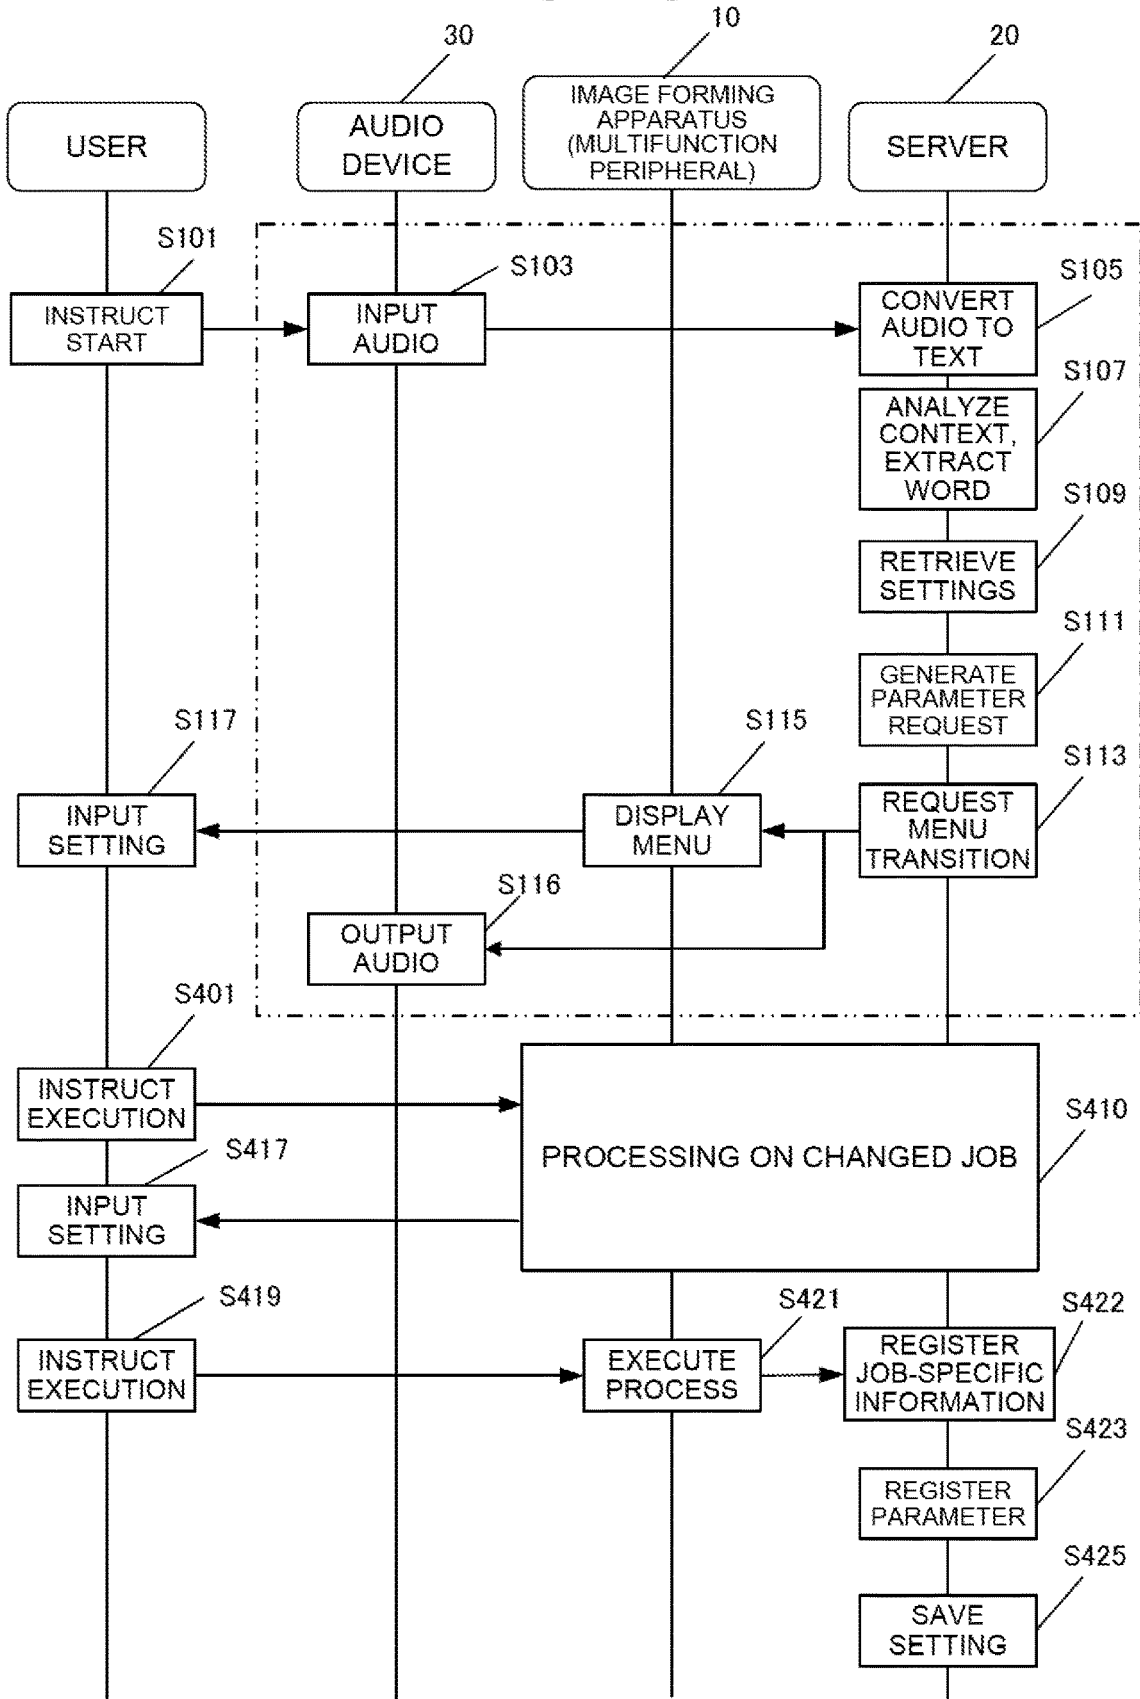 30
10
20
USER
AUDIO
DEVICE
IMAGE FORMING
APPARATUS
(MULTIFUNCTION
PERIPHERAL)
SERVER
S101
S103
S105
INSTRUCT
START
INPUT
AUDIO
CONVERT
AUDIO TO
TEXT
S107
ANALYZE
CONTEXT,
EXTRACT
WORD
S109
RETRIEVE
SETTINGS
S111
GENERATE
PARAMETER
REQUEST
S117
S115
S113
INPUT
SETTING
DISPLAY
MENU
REQUEST
MENU
TRANSITION
S116
OUTPUT
AUDIO
S401
INSTRUCT
EXECUTION
S410
PROCESSING ON CHANGED JOB
S417
INPUT
SETTING
S419
S421
S422
INSTRUCT
EXECUTION
EXECUTE
PROCESS
REGISTER
JOB-SPECIFIC
INFORMATION
S423
REGISTER
PARAMETER
S425
SAVE
SETTING